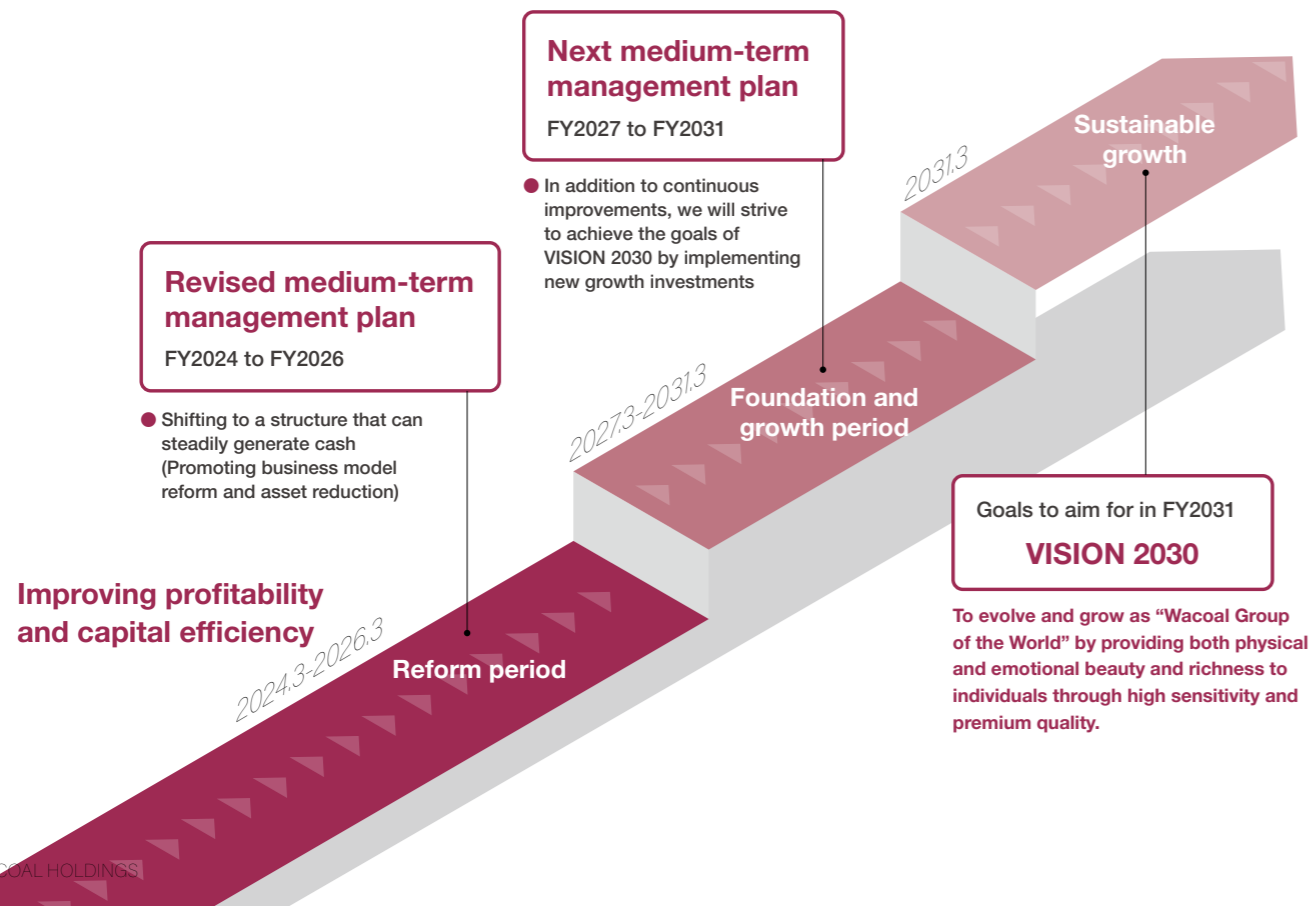 Next medium-term
management plan
FY2027 to FY2031
● In addition to continuous
improvements, we will strive
to achieve the goals of
VISION 2030 by implementing
new growth investments
Revised medium-term
management plan
FY2024 to FY2026
● Shifting to a structure that can
steadily generate cash
(Promoting business model
reform and asset reduction)
Improving profitability
and capital efficiency
2024.3-2026.3
Reform period
2027.3-2031.3
Foundation and
growth period
2031.3
Sustainable
growth
Goals to aim for in FY2031
VISION 2030
To evolve and grow as “Wacoal Group
of the World” by providing both physical
and emotional beauty and richness to
individuals through high sensitivity and
premium quality.
COAL HOLDINGS